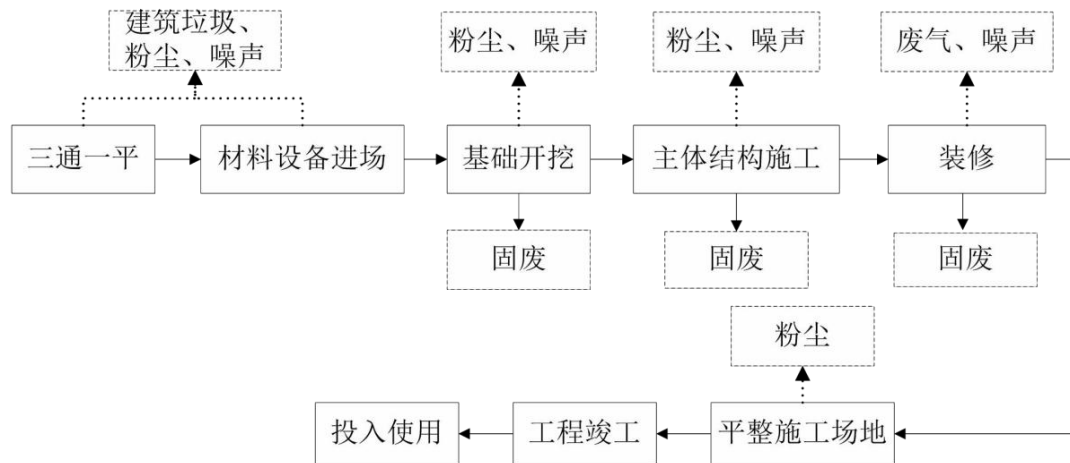 建筑垃圾、
粉尘、噪声
粉尘、噪声
粉尘、噪声
废气、噪声
三通一平
材料设备进场
基础开挖
主体结构施工
装修
固废
固废
固废
粉尘
投入使用
工程竣工
平整施工场地